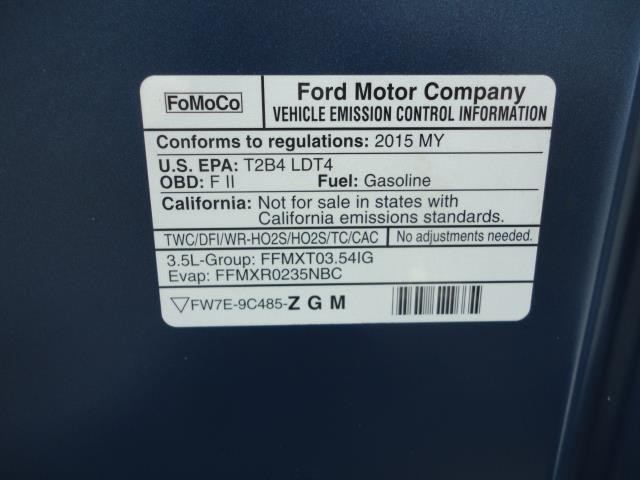 FoMoCo
Ford Motor Company
VEHICLE EMISSION CONTROL INFORMATION
Conforms to regulations: 2015 MY
U.S. EPA: T2B4 LDT4
OBD: F II Fuel: Gasoline
California: Not for sale in states with
California emissions standards.
TWC/DFI/WR-HO2S/HO2S/TC/CAC No adjustments needed.
3.5L-Group: FFMXT03.54IG
Evap: FFMXR0235NBC
FW7E-9C485-Z G M